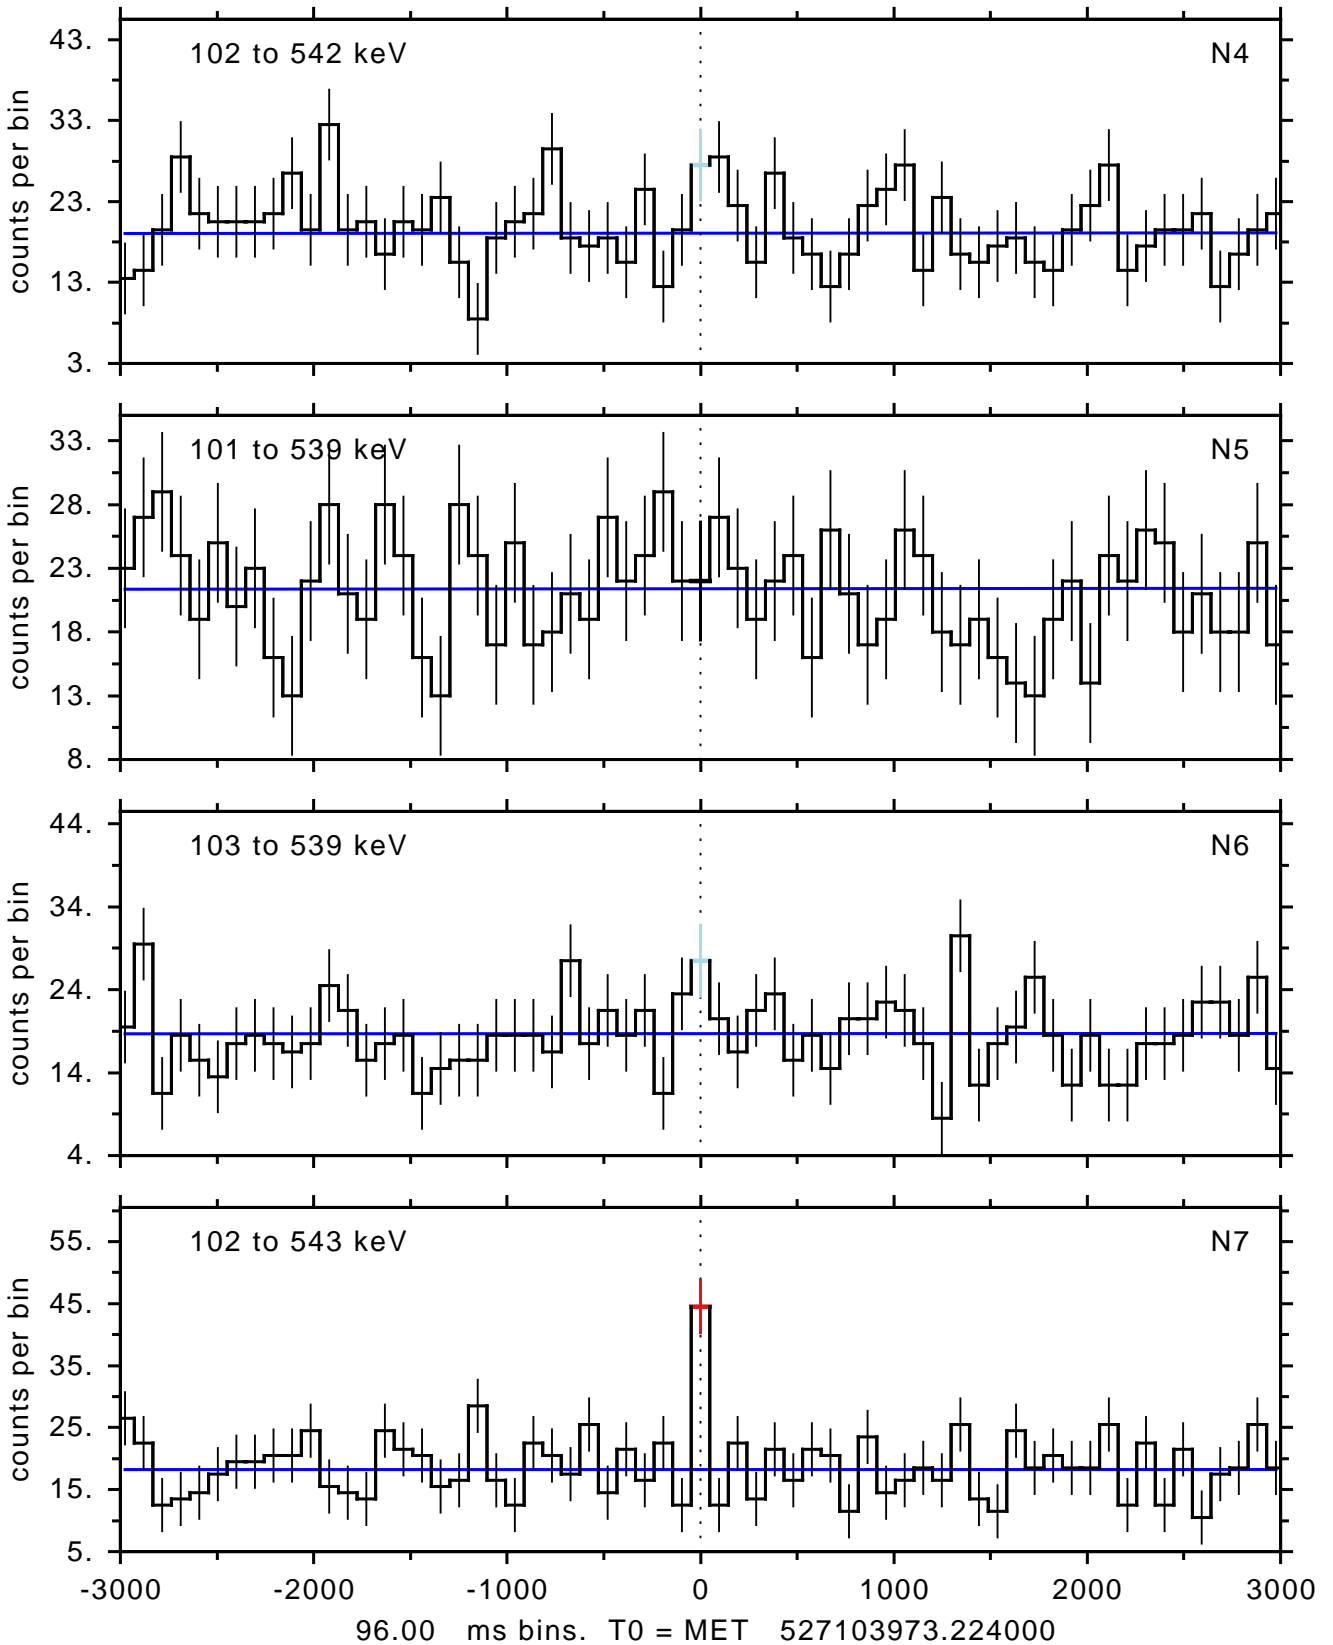 43.
102 to 542 keV
N4
33.
23.
13.
3.
counts per bin
33.
101 to 539 keV
N5
28.
23.
18.
13.
8.
counts per bin
44.
103 to 539 keV
N6
34.
24.
14.
4.
counts per bin
55.
102 to 543 keV
N7
45.
35.
25.
15.
5.
counts per bin
-3000 -2000 -1000 0 1000 2000 3000
96.00 ms bins. T0 = MET 527103973.224000